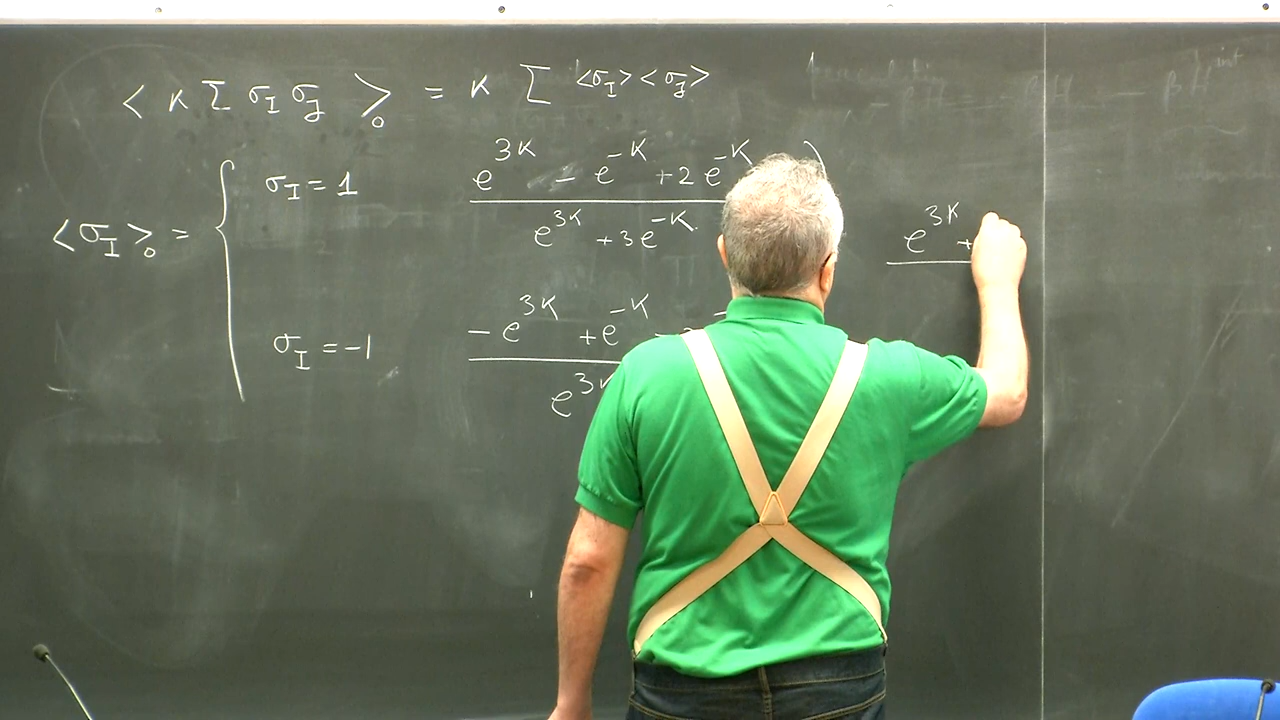 < K Σ σ_I σ_J >_0 = K Σ <σ_I><σ_J>
e^{3K} - e^{-K} + 2 e^{-K}
<σ_I>_0 = { σ_I = 1
e^{3K} + 3 e^{-K}
e^{3K} +
σ_I = -1
- e^{3K} + e^{-K} -
e^{3K}